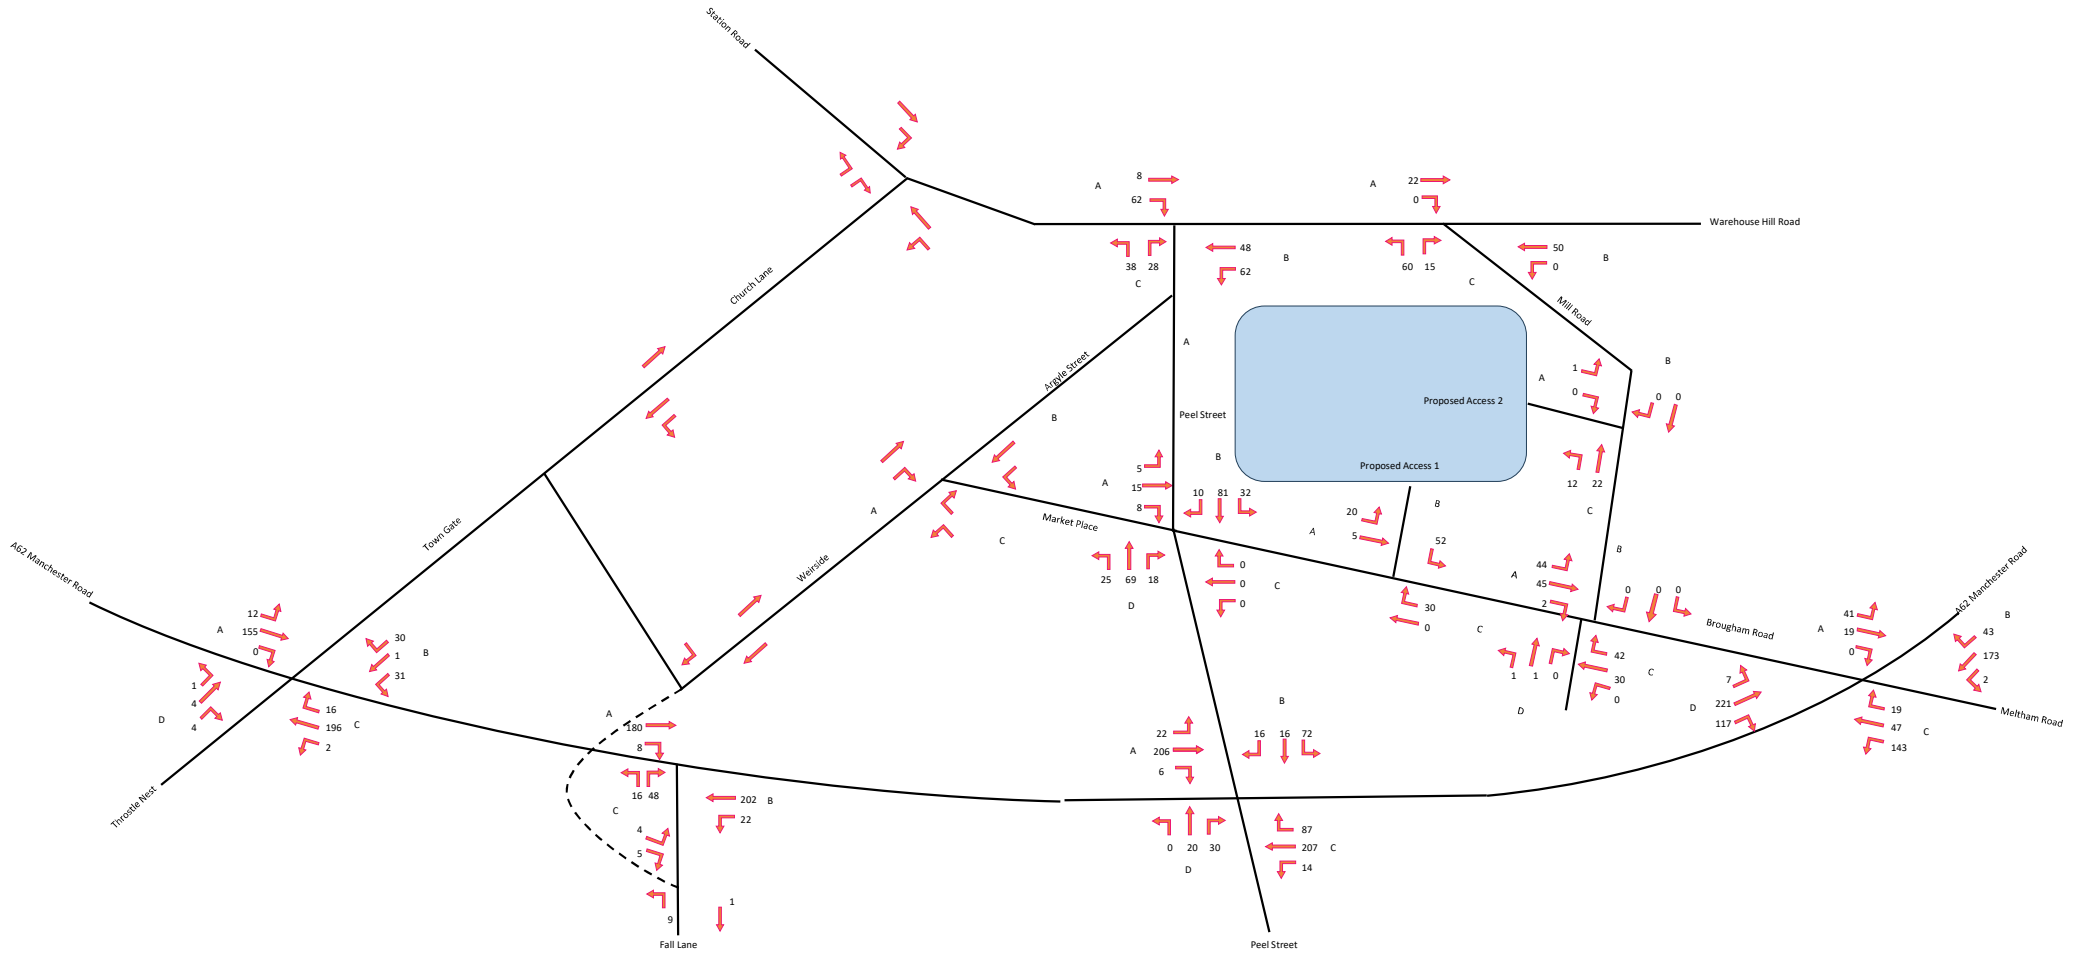 Station Road
8
A
62
22
A
0
Warehouse Hill Road
48
B
62
38 28
C
50
B
0
60 15
C
Church Lane
Mill Road
A
Argyle Street
B
1
A
0
0 0
B
Peel Street
Proposed Access 2
Proposed Access 1
B
5
A
15
8
10 81 32
B
12 22
C
A
Market Place
C
25 69 18
D
0
0
C
0
20
A
5
B
52
30
0
C
44
A
45
2
B
0 0 0
Town Gate
Weirside
A62 Manchester Road
A62 Manchester Road
Brougham Road
12
A
155
0
30
1
B
31
1
4
D
4
16
196
C
2
1 1 0
D
42
30
C
0
41
A
19
0
B
43
173
2
7
D
221
117
19
47
C
143
Meltham Road
Throstle Nest
A
180
8
16 48
C
202
B
22
4
5
9
1
Fall Lane
22
A
206
6
B
16 16 72
0 20 30
D
87
207
C
14
Peel Street